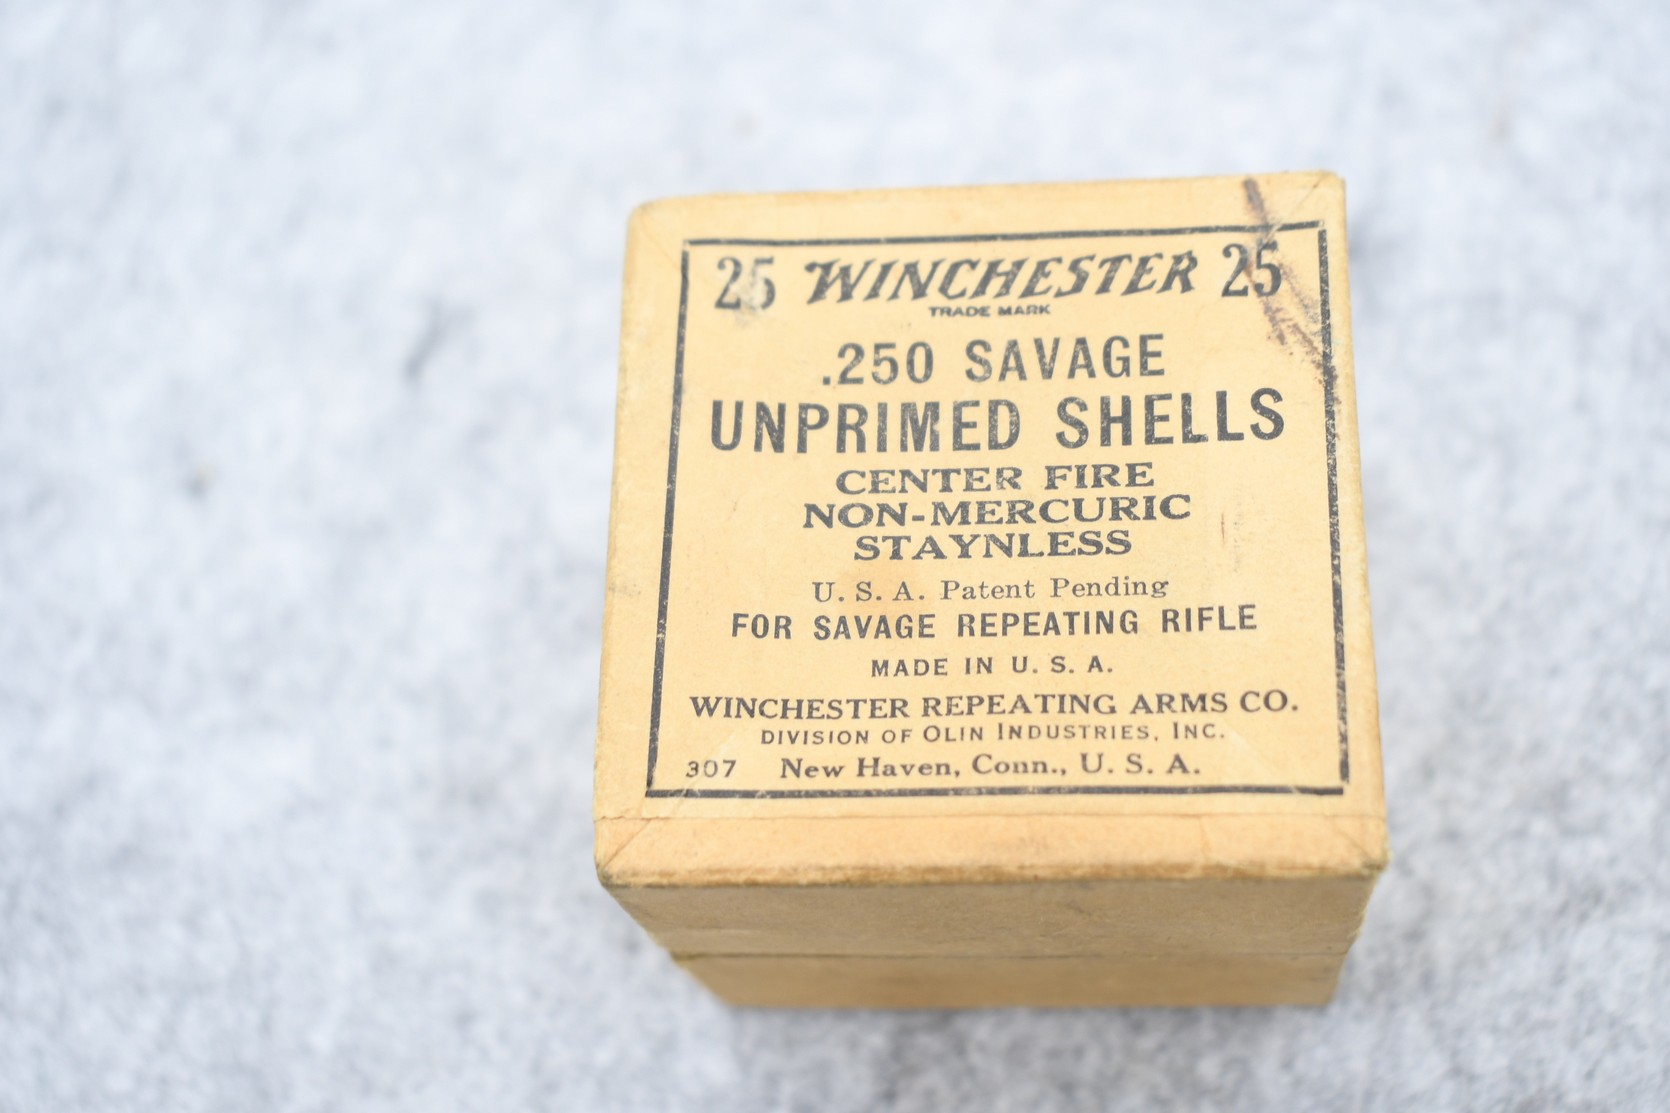 25 WINCHESTER 25
TRADE MARK
.250 SAVAGE
UNPRIMED SHELLS
CENTER FIRE
NON-MERCURIC
STAYNLESS
U. S. A. Patent Pending
FOR SAVAGE REPEATING RIFLE
MADE IN U. S. A.
WINCHESTER REPEATING ARMS CO.
DIVISION OF OLIN INDUSTRIES, INC.
307 New Haven, Conn., U. S. A.